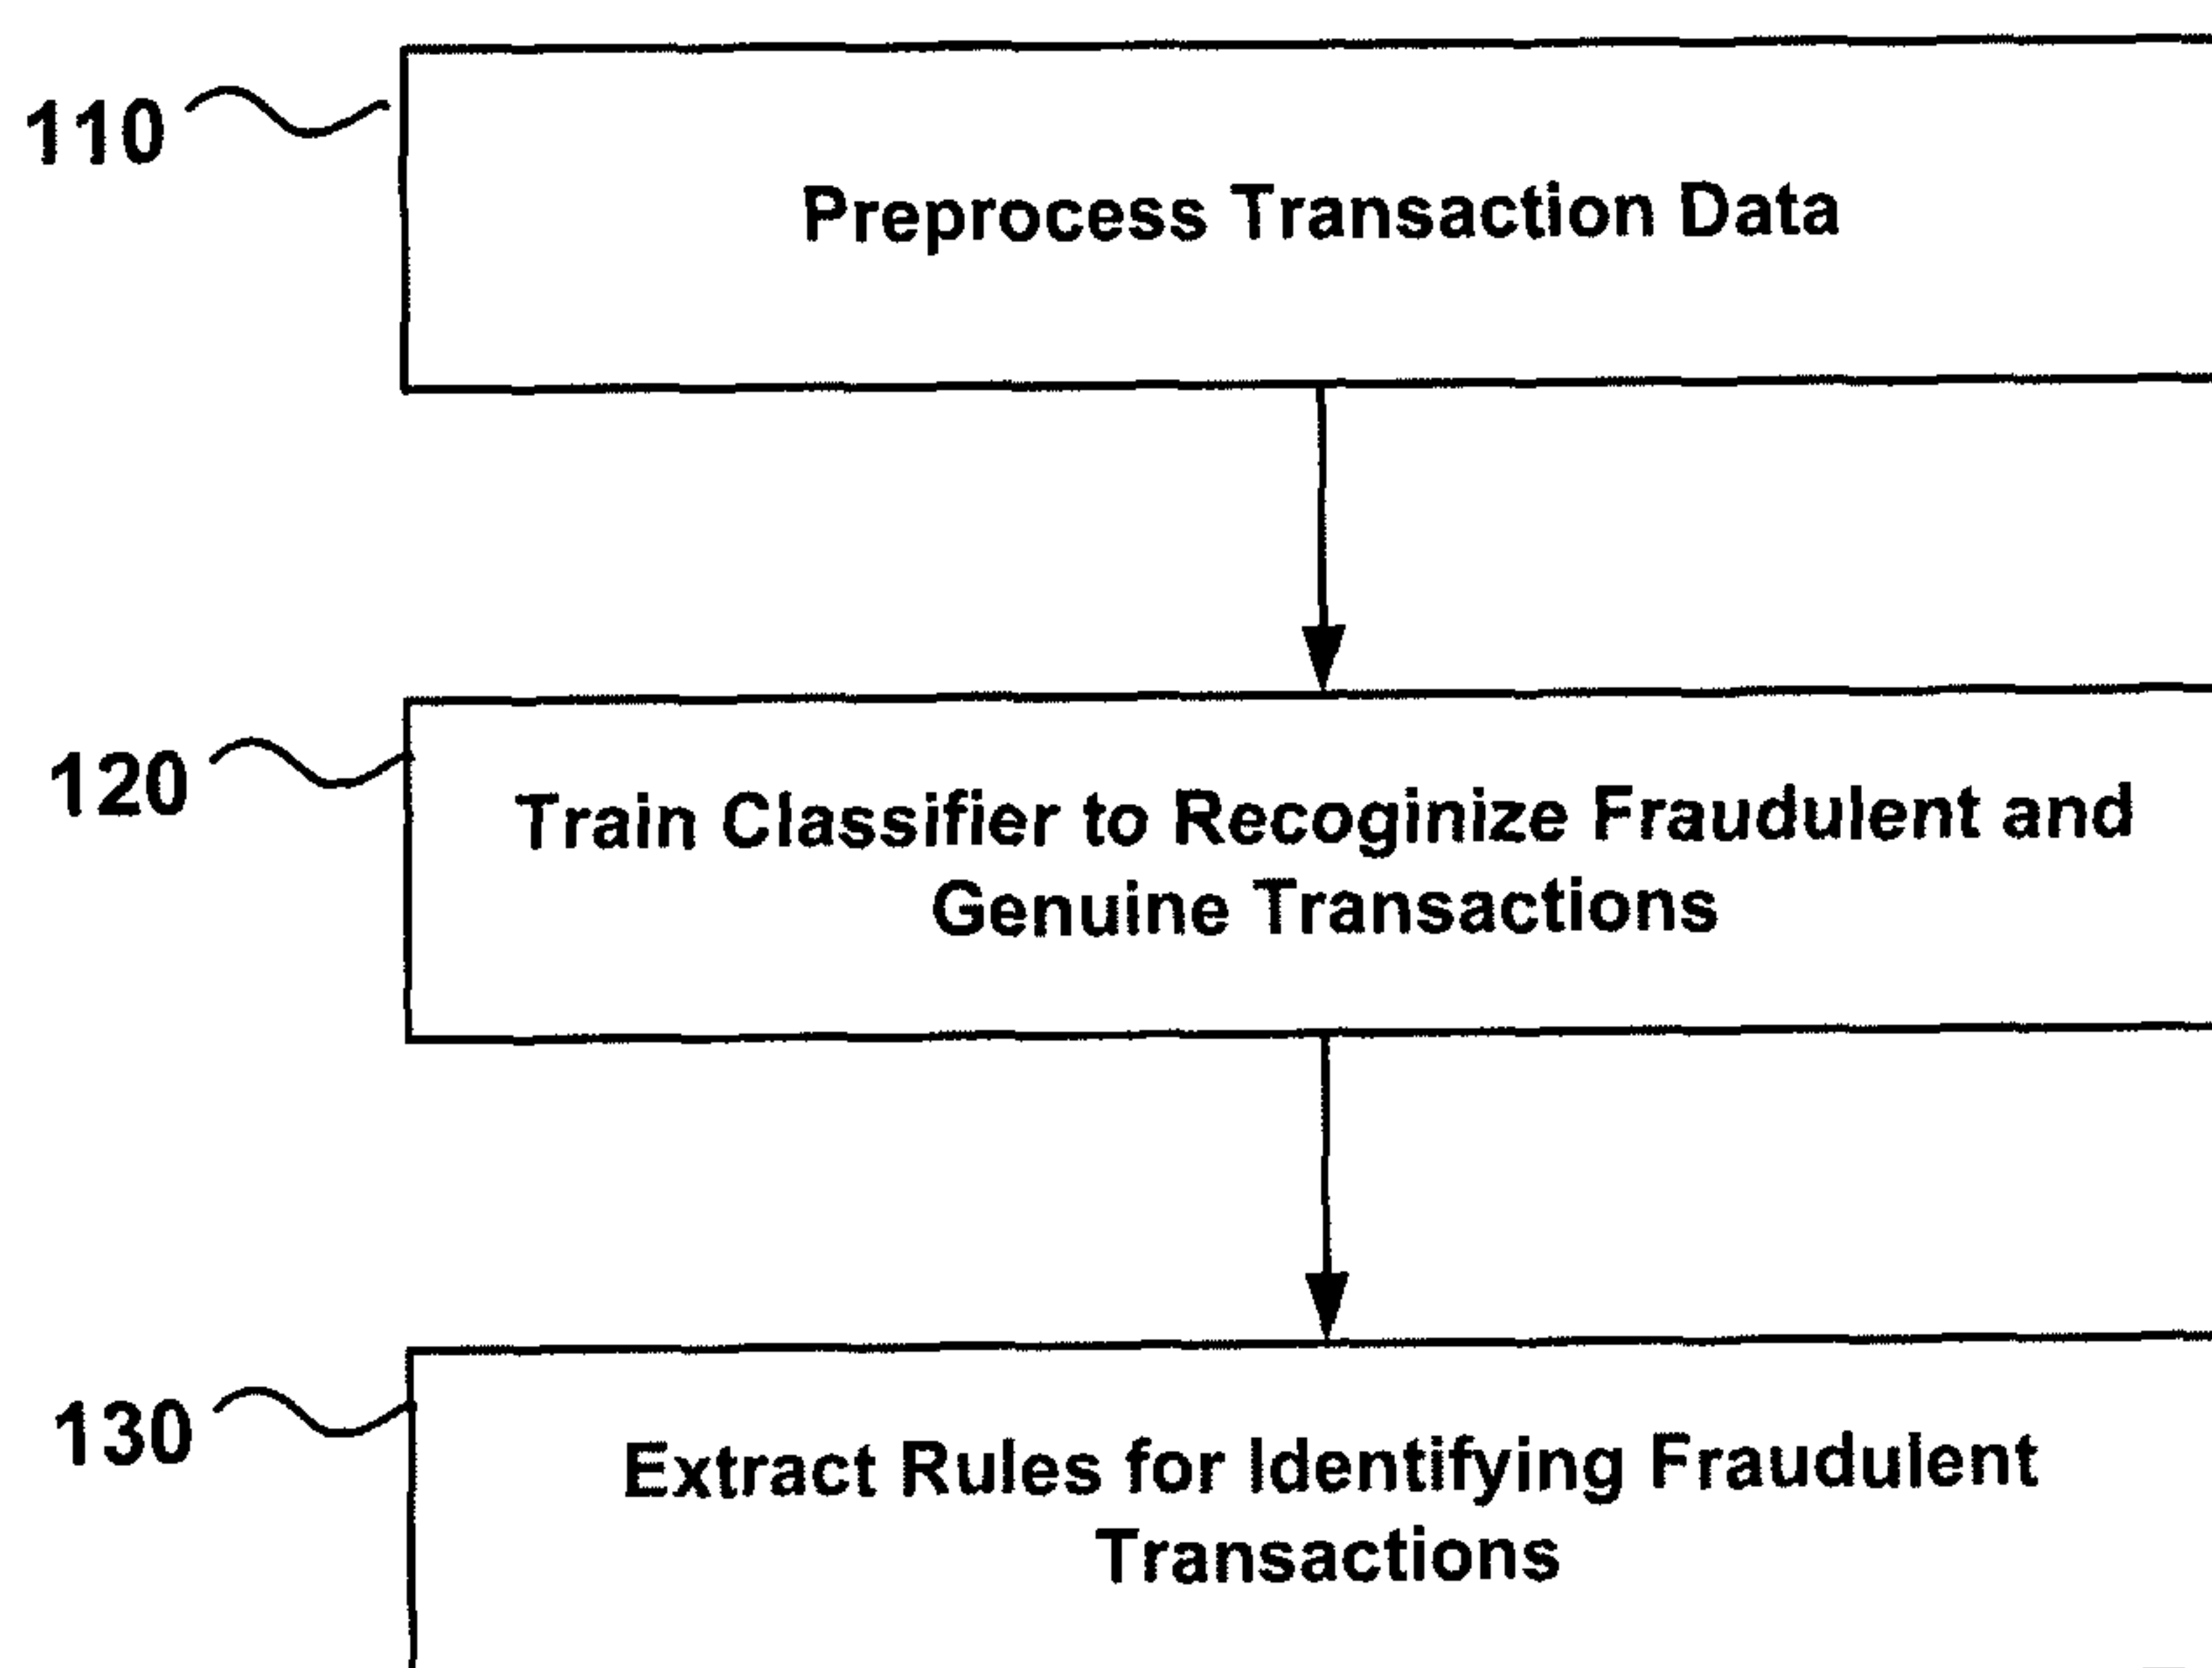 110
Preprocess Transaction Data
120
Train Classifier to Recoginize Fraudulent and
Genuine Transactions
130
Extract Rules for Identifying Fraudulent
Transactions